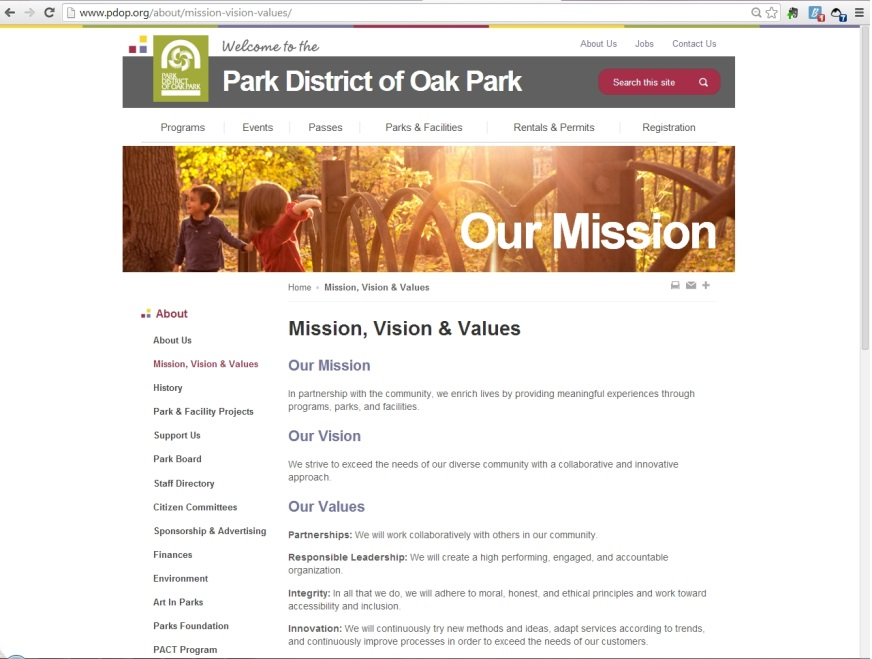 www.pdop.org/about/mission-vision-values/
Welcome to the
About Us
Jobs
Contact Us
PARK
DISTRICT
OF OAK PARK
Park District of Oak Park
Search this site
Programs
Events
Passes
Parks & Facilities
Rentals & Permits
Registration
Our Mission
Home
Mission, Vision & Values
About
About Us
Mission, Vision & Values
History
Park & Facility Projects
Support Us
Park Board
Staff Directory
Citizen Committees
Sponsorship & Advertising
Finances
Environment
Art In Parks
Parks Foundation
PACT Program
Mission, Vision & Values
Our Mission
In partnership with the community, we enrich lives by providing meaningful experiences through
programs, parks, and facilities.
Our Vision
We strive to exceed the needs of our diverse community with a collaborative and innovative
approach.
Our Values
Partnerships: We will work collaboratively with others in our community.
Responsible Leadership: We will create a high performing, engaged, and accountable
organization.
Integrity: In all that we do, we will adhere to moral, honest, and ethical principles and work toward
accessibility and inclusion.
Innovation: We will continuously try new methods and ideas, adapt services according to trends,
and continuously improve processes in order to exceed the needs of our customers.